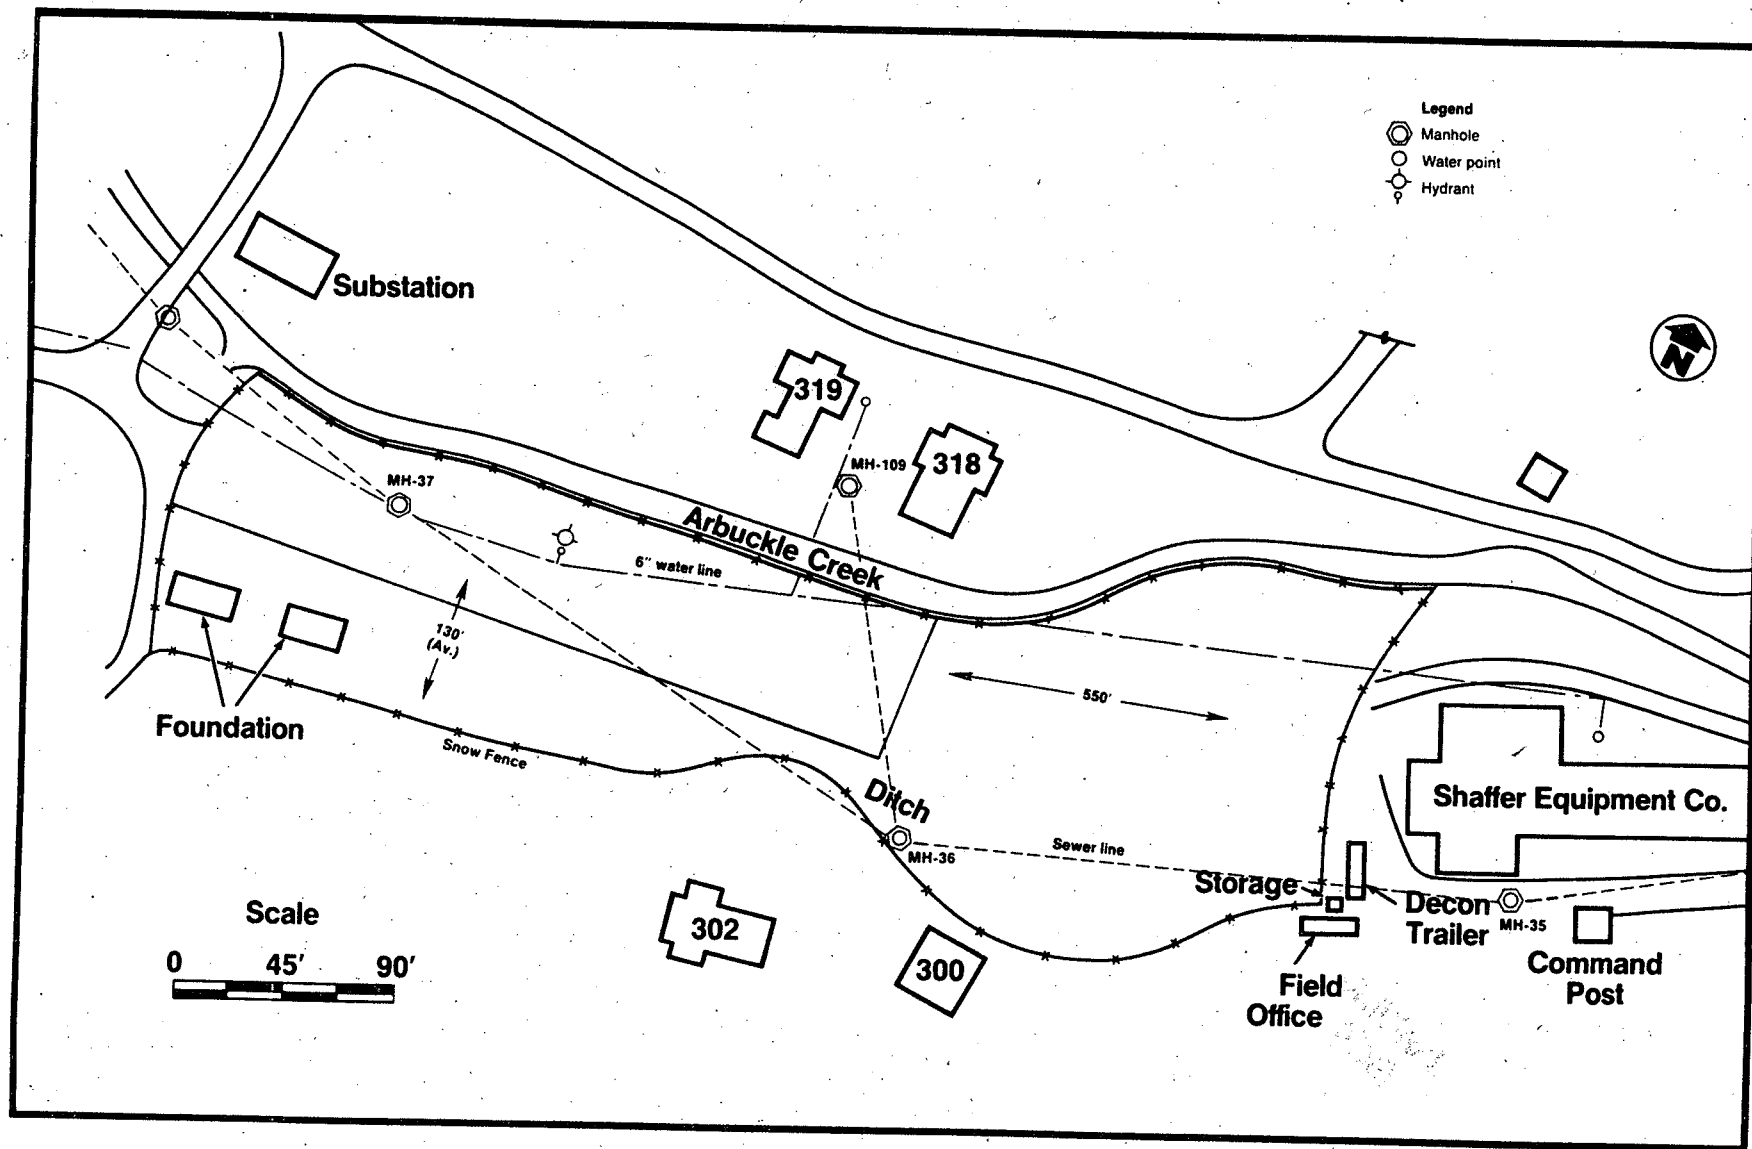 Legend
Manhole
Water point
Hydrant
N
Substation
319
318
MH-109
MH-37
Arbuckle Creek
6" water line
130'
(Av.)
550'
Foundation
Snow Fence
Shaffer Equipment Co.
Ditch
MH-36
Sewer line
Storage
Decon
Trailer
MH-35
Command
Post
Field
Office
302
300
Scale
0 45' 90'